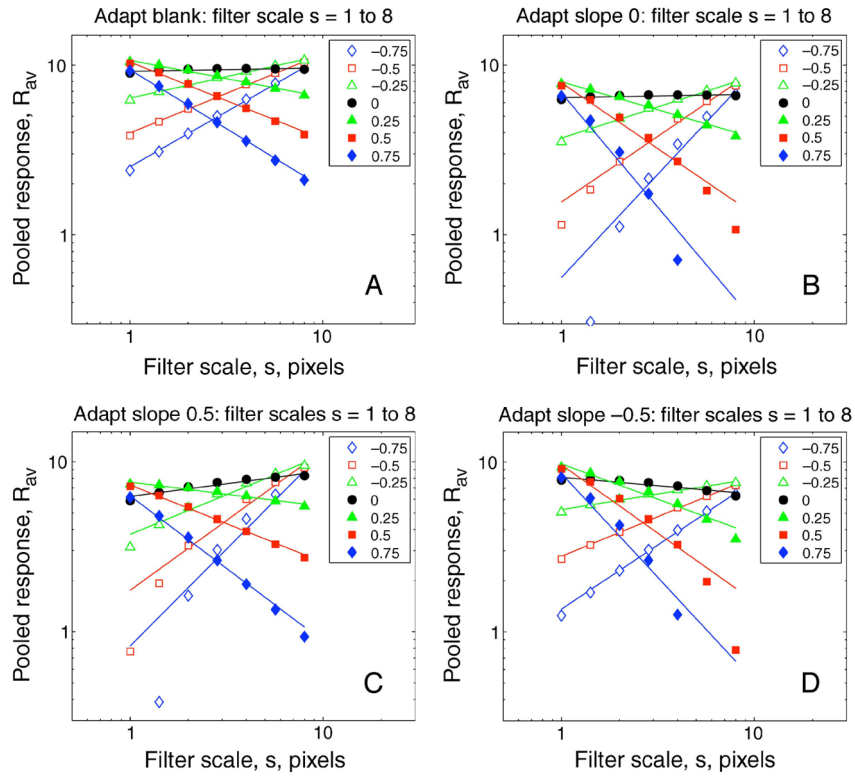 Adapt blank: filter scale s = 1 to 8
10
1
Pooled response, Rav
−0.75
−0.5
−0.25
0
0.25
0.5
0.75
A
1
10
Filter scale, s, pixels
Adapt slope 0: filter scale s = 1 to 8
10
1
Pooled response, Rav
−0.75
−0.5
−0.25
0
0.25
0.5
0.75
B
1
10
Filter scale, s, pixels
Adapt slope 0.5: filter scales s = 1 to 8
10
1
Pooled response, Rav
−0.75
−0.5
−0.25
0
0.25
0.5
0.75
C
1
10
Filter scale, s, pixels
Adapt slope −0.5: filter scales s = 1 to 8
10
1
Pooled response, Rav
−0.75
−0.5
−0.25
0
0.25
0.5
0.75
D
1
10
Filter scale, s, pixels